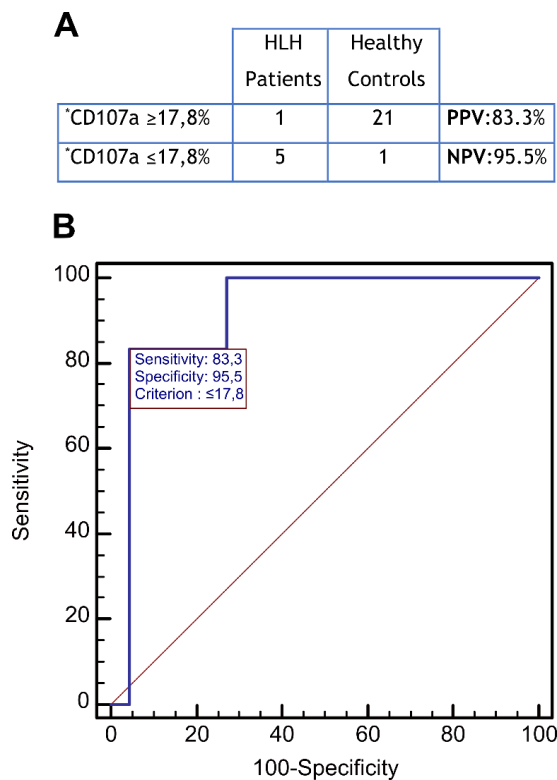 A
HLH Patients
Healthy Controls
*CD107a ≥17,8% 1 21 PPV:83.3%
*CD107a ≤17,8% 5 1 NPV:95.5%
B
100
80
60
40
20
0
Sensitivity: 83,3
Specificity: 95,5
Criterion : ≤17,8
Sensitivity
0 20 40 60 80 100
100-Specificity